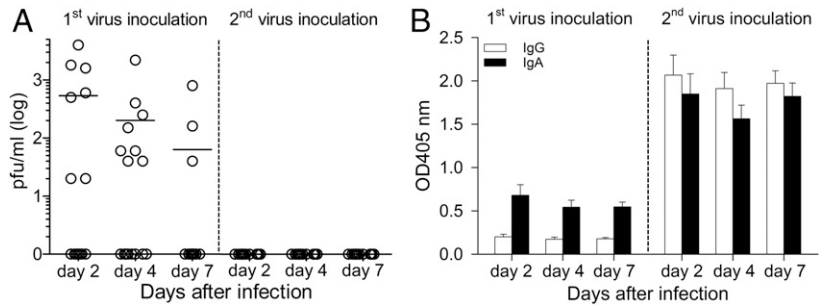 A
1st virus inoculation
2nd virus inoculation
pfu/ml (log)
3
2
1
0
day 2
day 4
day 7
day 2
day 4
day 7
Days after infection
B
1st virus inoculation
2nd virus inoculation
IgG
IgA
OD405 nm
2.5
2.0
1.5
1.0
0.5
0.0
day 2
day 4
day 7
day 2
day 4
day 7
Days after infection